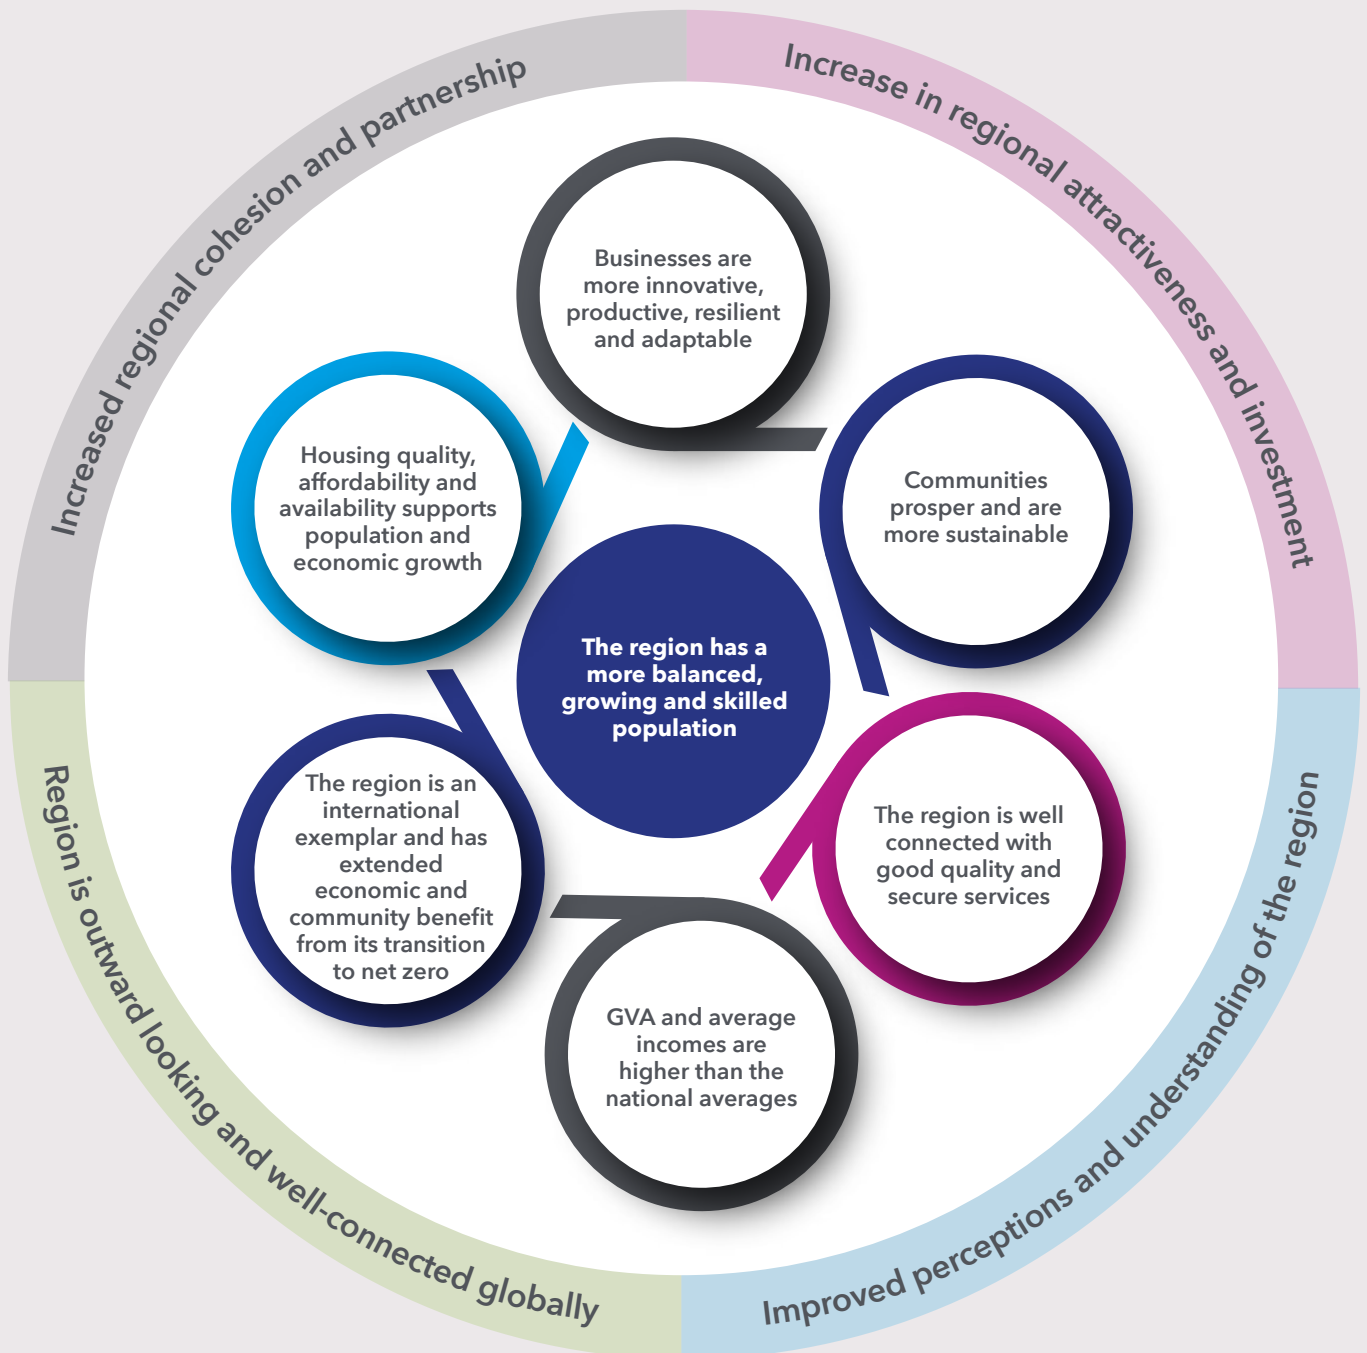 Increased regional cohesion and partnership
Increase in regional attractiveness and investment
Businesses are
more innovative,
productive, resilient
and adaptable
Housing quality,
affordability and
availability supports
population and
economic growth
Communities
prosper and are
more sustainable
The region has a
more balanced,
growing and skilled
population
The region is an
international
exemplar and has
extended
economic and
community benefit
from its transition
to net zero
The region is well
connected with
good quality and
secure services
GVA and average
incomes are
higher than the
national averages
Region is outward looking and well-connected globally
Improved perceptions and understanding of the region